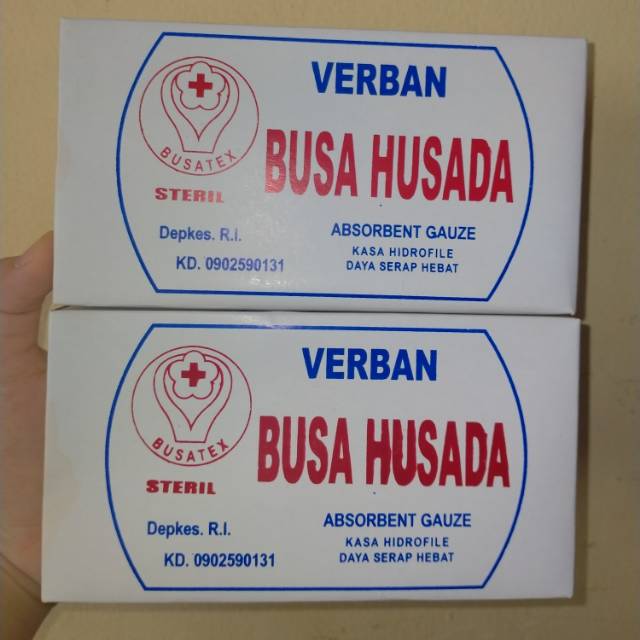 VERBAN
BUSATEX
BUSA HUSADA
STERIL
Depkes. R.I.
KD. 0902590131
ABSORBENT GAUZE
KASA HIDROFILE
DAYA SERAP HEBAT
VERBAN
BUSATEX
BUSA HUSADA
STERIL
Depkes. R.I.
KD. 0902590131
ABSORBENT GAUZE
KASA HIDROFILE
DAYA SERAP HEBAT